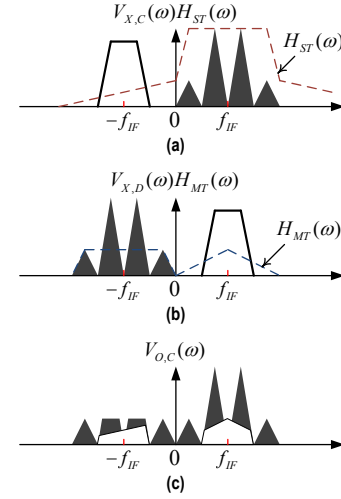 V_{X,C}(ω)H_{ST}(ω)
H_{ST}(ω)
−f_{IF} 0 f_{IF}
(a)
V_{X,D}(ω)H_{MT}(ω)
H_{MT}(ω)
−f_{IF} 0 f_{IF}
(b)
V_{O,C}(ω)
−f_{IF} 0 f_{IF}
(c)